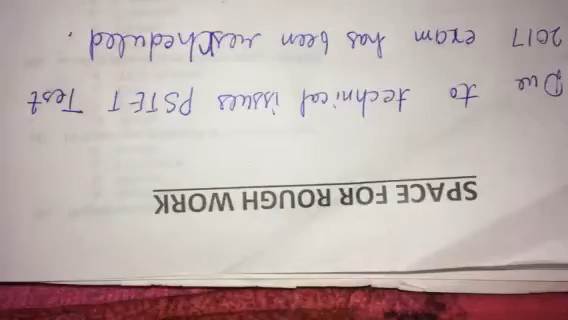 SPACE FOR ROUGH WORK
Due to technical issues PSTET Test
2017 exam has been rescheduled.